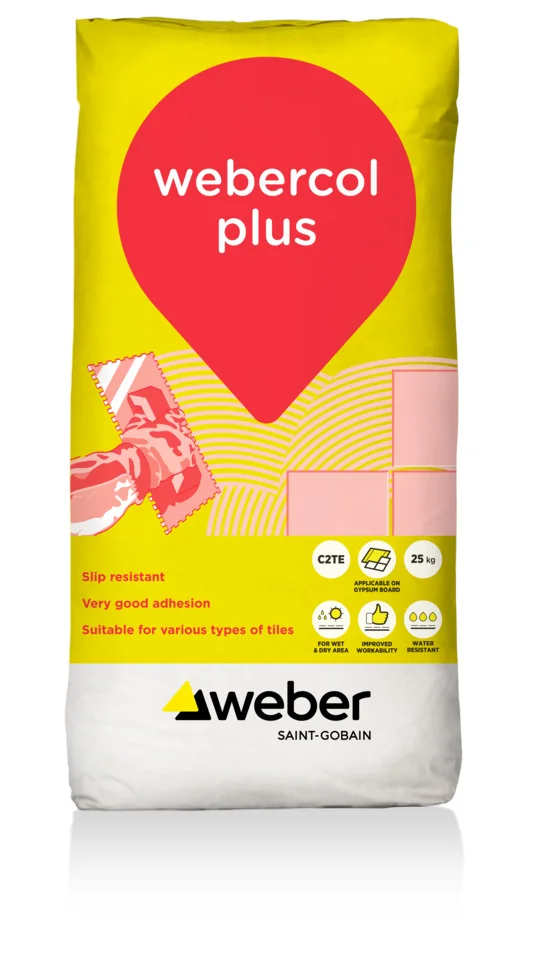 webercol
plus
Slip resistant
Very good adhesion
Suitable for various types of tiles
C2TE
APPLICABLE ON
GYPSUM BOARD
25 kg
FOR WET
& DRY AREA
IMPROVED
WORKABILITY
WATER
RESISTANT
weber
SAINT-GOBAIN